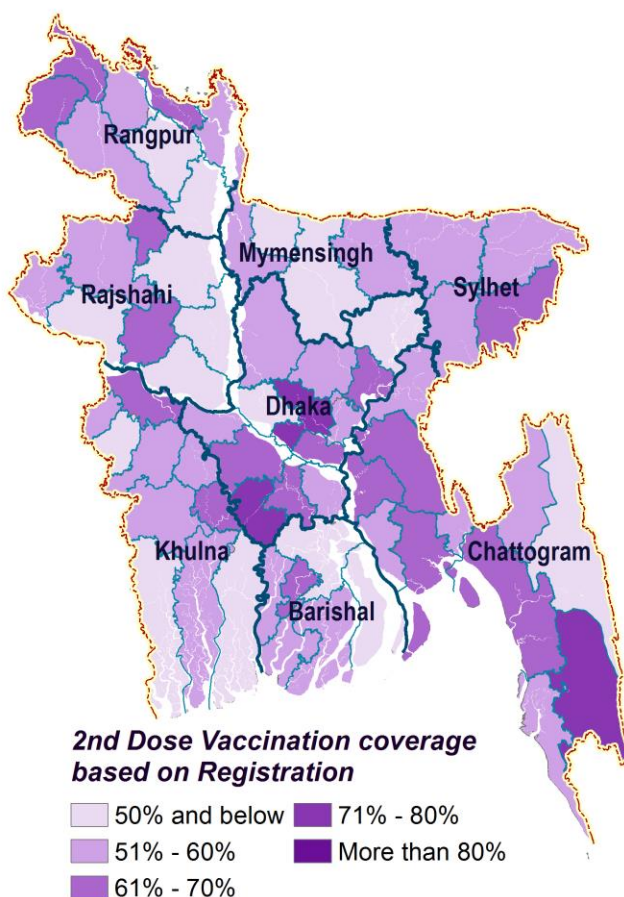 Rangpur
Mymensingh
Sylhet
Rajshahi
Dhaka
Khulna
Chattogram
Barishal
2nd Dose Vaccination coverage
based on Registration
50% and below
71% - 80%
51% - 60%
More than 80%
61% - 70%